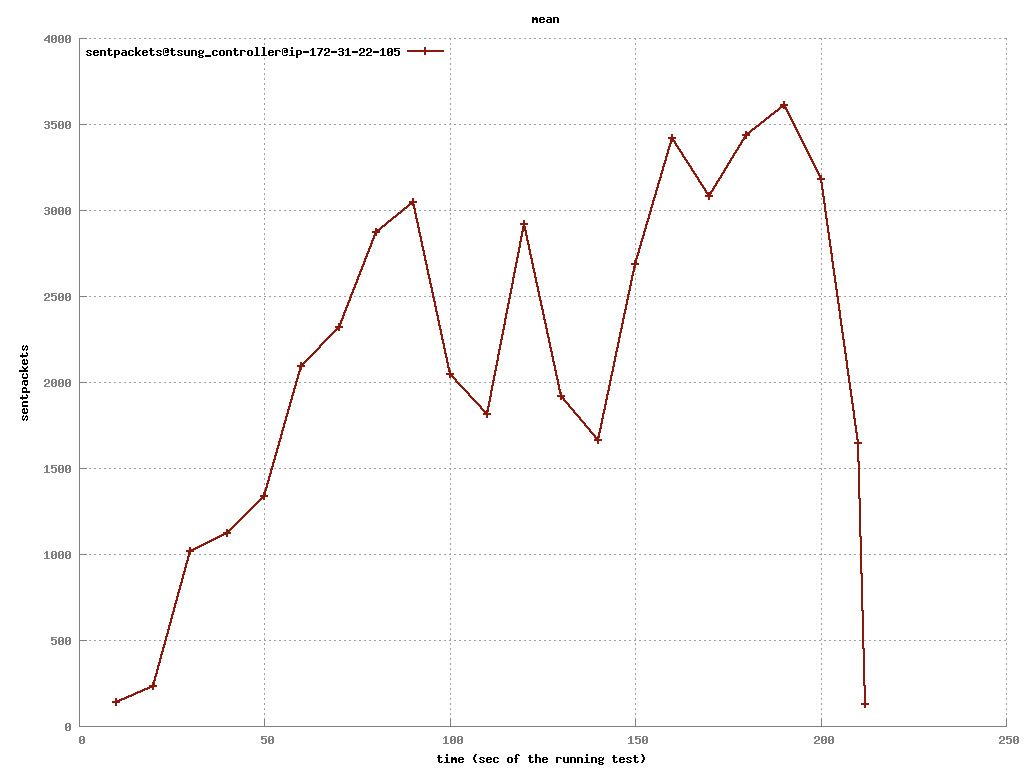 mean
4000
sentpackets@tsung_controller@ip-172-31-22-105
3500
3000
2500
2000
1500
1000
500
0
sentpackets
0 50 100 150 200 250
time (sec of the running test)